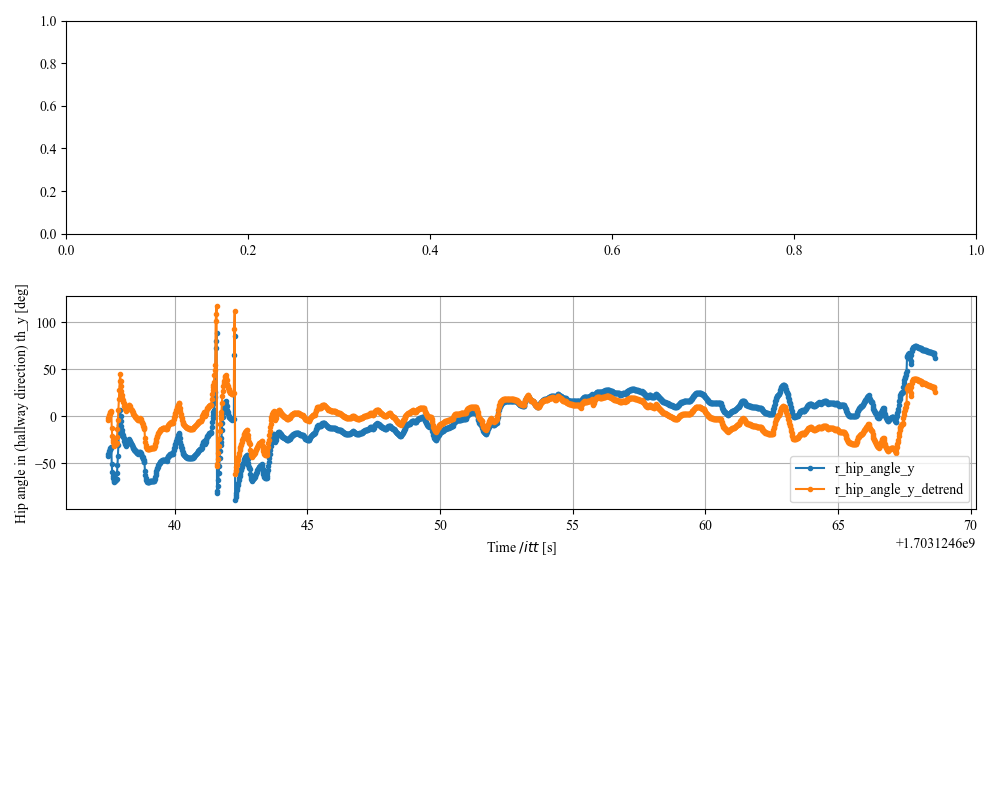 1.0
0.8
0.6
0.4
0.2
0.0
0.0 0.2 0.4 0.6 0.8 1.0
Hip angle in (hallway direction) th_y [deg]
100
50
0
−50
r_hip_angle_y
r_hip_angle_y_detrend
40 45 50 55 60 65 70
+1.7031246e9
Time /itt [s]